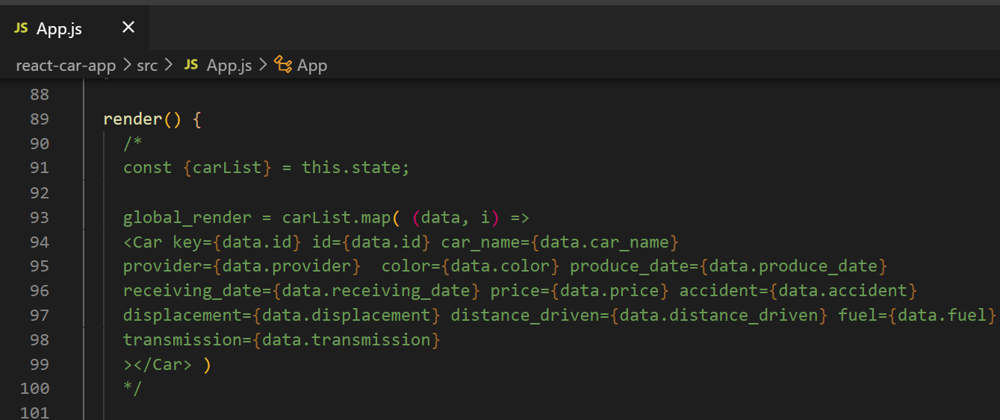 JS App.js ×
react-car-app > src > JS App.js > App
88
89 render() {
90 /*
91 const {carList} = this.state;
92
93 global_render = carList.map( (data, i) =>
94 <Car key={data.id} id={data.id} car_name={data.car_name}
95 provider={data.provider}  color={data.color} produce_date={data.produce_date}
96 receiving_date={data.receiving_date} price={data.price} accident={data.accident}
97 displacement={data.displacement} distance_driven={data.distance_driven} fuel={data.fuel}
98 transmission={data.transmission}
99 ></Car> )
100 */
101